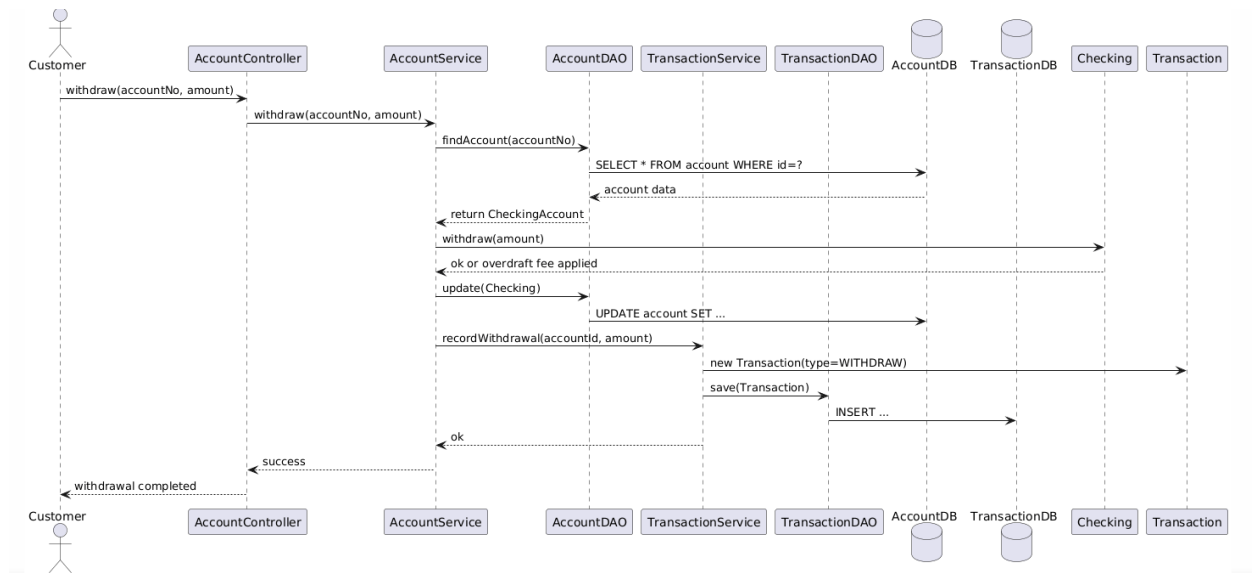 Customer
AccountController
AccountService
AccountDAO
TransactionService
TransactionDAO
AccountDB
TransactionDB
Checking
Transaction
withdraw(accountNo, amount)
withdraw(accountNo, amount)
findAccount(accountNo)
SELECT * FROM account WHERE id=?
account data
return CheckingAccount
withdraw(amount)
ok or overdraft fee applied
update(Checking)
UPDATE account SET ...
recordWithdrawal(accountId, amount)
new Transaction(type=WITHDRAW)
save(Transaction)
INSERT ...
ok
success
withdrawal completed
Customer
AccountController
AccountService
AccountDAO
TransactionService
TransactionDAO
AccountDB
TransactionDB
Checking
Transaction